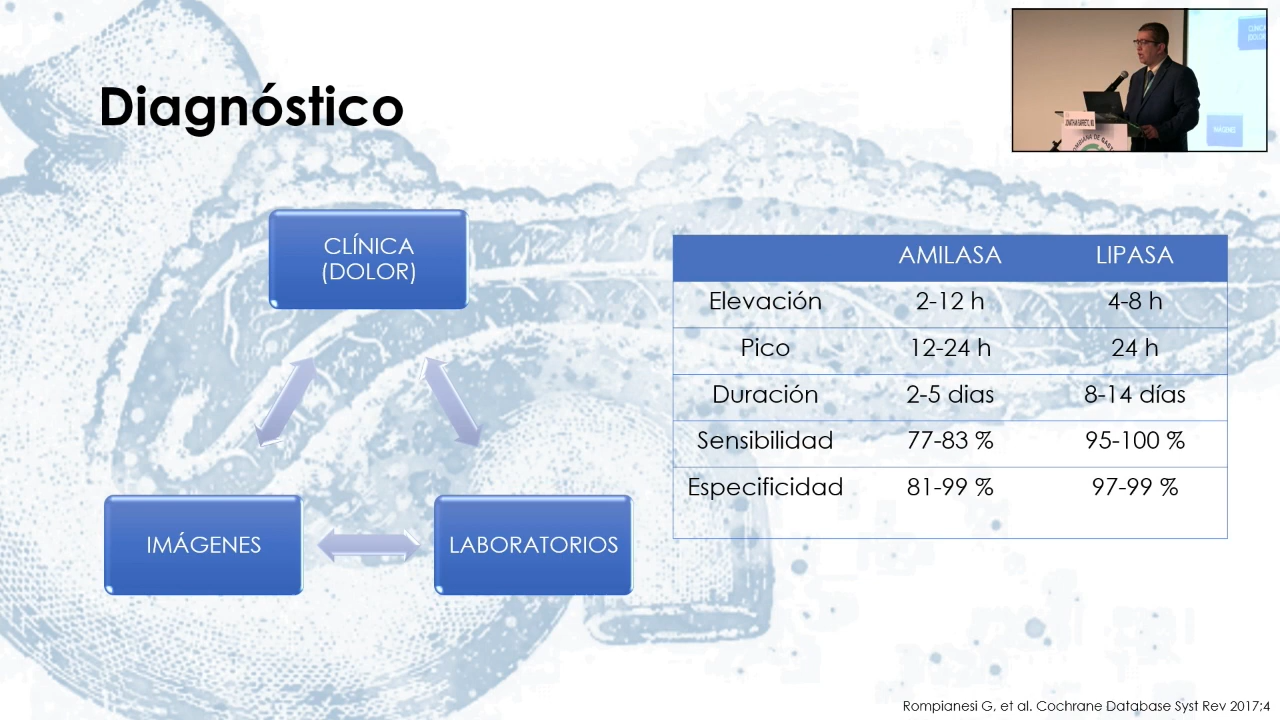 Diagnóstico
CLÍNICA
(DOLOR)
IMÁGENES
LABORATORIOS
AMILASA LIPASA
Elevación 2-12 h 4-8 h
Pico 12-24 h 24 h
Duración 2-5 dias 8-14 días
Sensibilidad 77-83 % 95-100 %
Especificidad 81-99 % 97-99 %
Rompianesi G, et al. Cochrane Database Syst Rev 2017;4
IMÁGENES